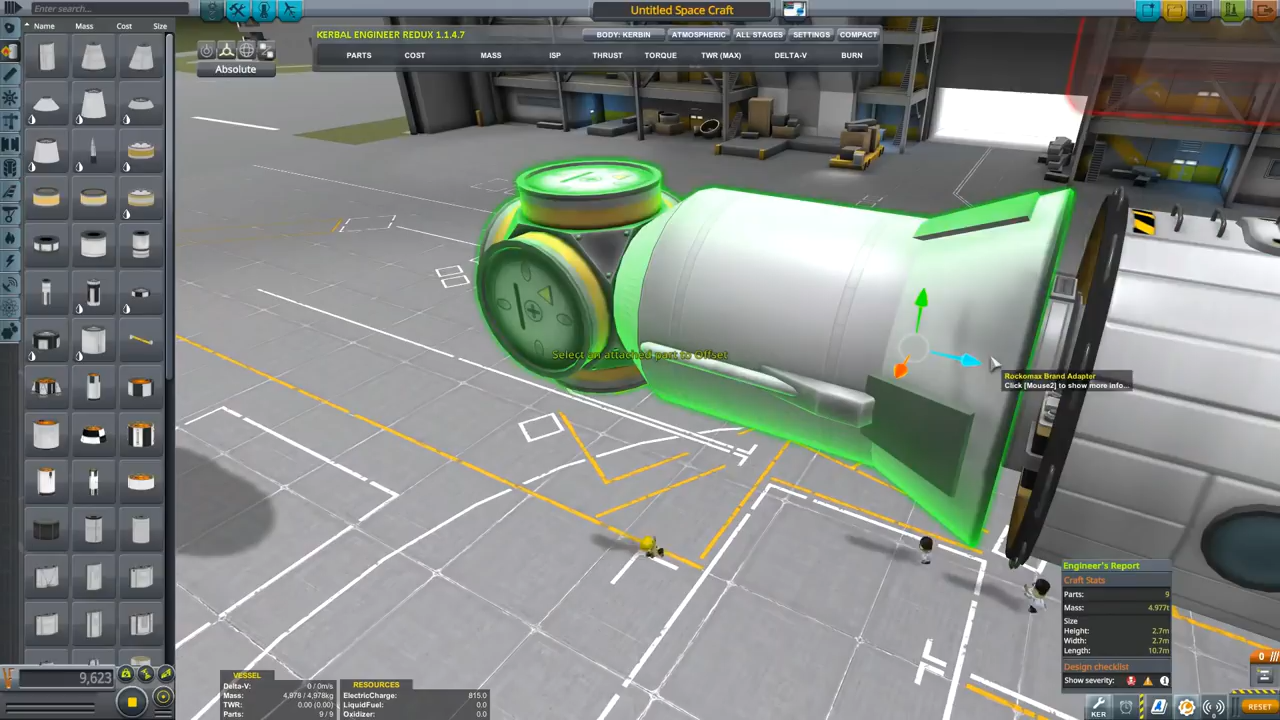 Enter search...
Untitled Space Craft
Name Mass Cost Size
KERBAL ENGINEER REDUX 1.1.4.7
BODY: KERBIN ATMOSPHERIC ALL STAGES SETTINGS COMPACT
PARTS COST MASS ISP THRUST TORQUE TWR (MAX) DELTA-V BURN
Absolute
Select an attached part to Offset
Rockomax Brand Adapter
Click [Mouse2] to show more info...
Engineer's Report
Craft Stats
Parts: 9
Mass: 4.977t
Size
Height: 2.7m
Width: 2.7m
Length: 10.7m
Design checklist
Show severity:
9,623
VESSEL
Delta-V: 0 / 0m/s
Mass: 4,978 / 4,978kg
TWR: 0.00 (0.00)
Parts: 9 / 9
RESOURCES
ElectricCharge: 815.0
LiquidFuel: 0.0
Oxidizer: 0.0
0
KER
RESET